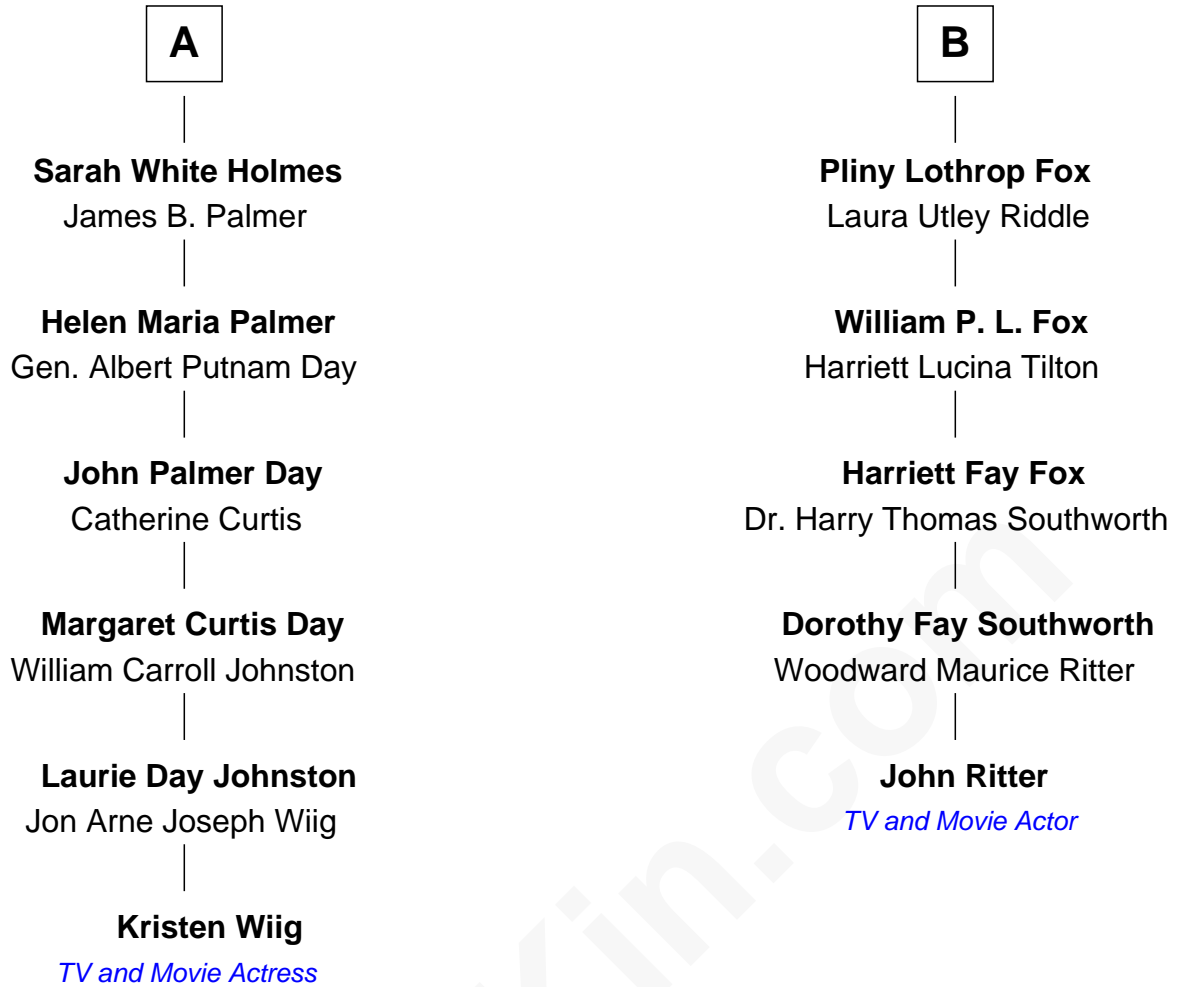 A
Sarah White Holmes
James B. Palmer
Helen Maria Palmer
Gen. Albert Putnam Day
John Palmer Day
Catherine Curtis
Margaret Curtis Day
William Carroll Johnston
Laurie Day Johnston
Jon Arne Joseph Wiig
Kristen Wiig
TV and Movie Actress
B
Pliny Lothrop Fox
Laura Utley Riddle
William P. L. Fox
Harriett Lucina Tilton
Harriett Fay Fox
Dr. Harry Thomas Southworth
Dorothy Fay Southworth
Woodward Maurice Ritter
John Ritter
TV and Movie Actor
Kin.com